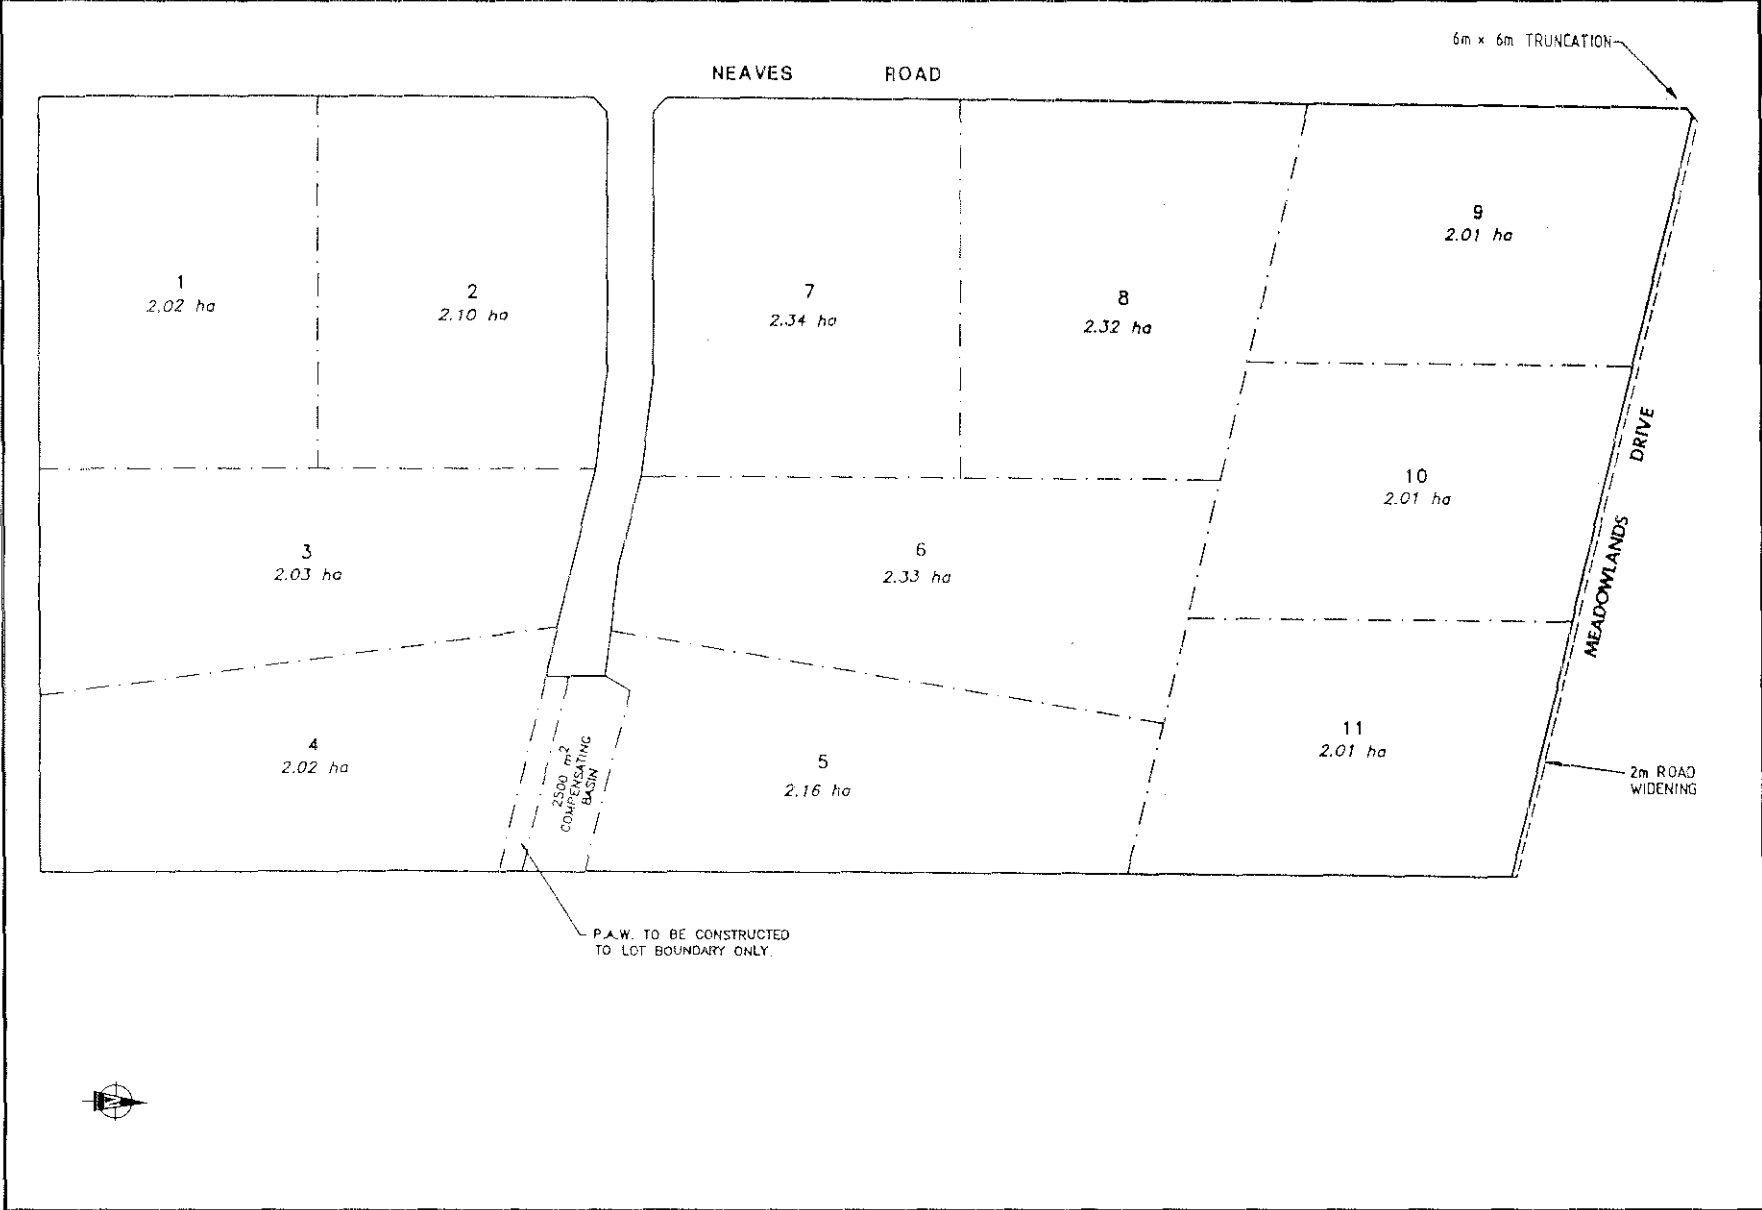 6m x 6m TRUNCATION
NEAVES ROAD
1
2.02 ha
2
2.10 ha
7
2.34 ha
8
2.32 ha
9
2.01 ha
3
2.03 ha
6
2.33 ha
10
2.01 ha
MEADOWLANDS DRIVE
4
2.02 ha
2500 m²
COMPENSATING
BASIN
5
2.16 ha
11
2.01 ha
2m ROAD
WIDENING
P.A.W. TO BE CONSTRUCTED
TO LOT BOUNDARY ONLY.
N